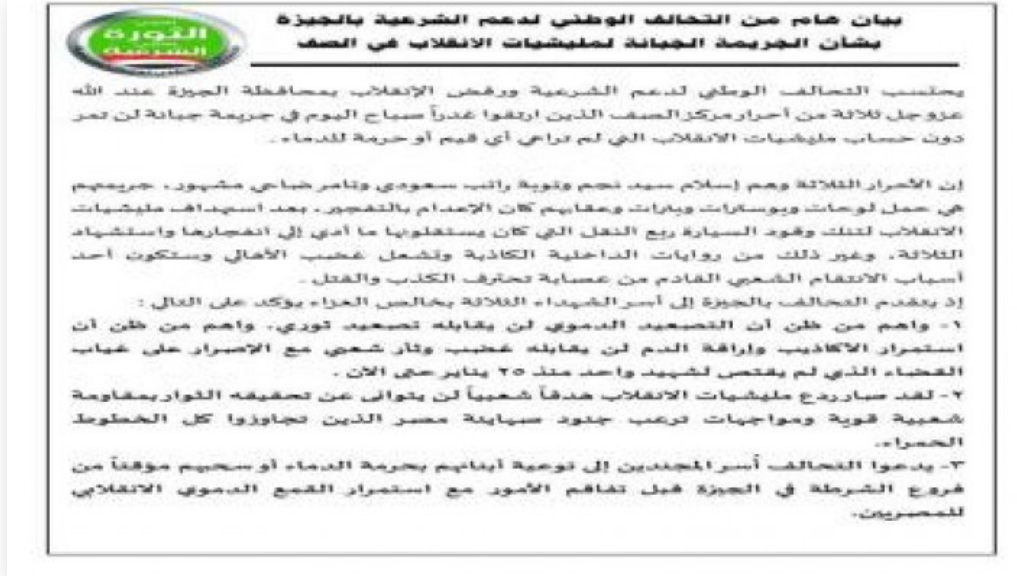 بيان هام من التحالف الوطني لدعم الشرعية بالجيزة
بشأن الجريمة الجبانة لمليشيات الانقلاب في الصف
الثورة
الشرعية
يحتسب التحالف الوطني لدعم الشرعية ورفض الإنقلاب بمحافظة الجيزة عند الله
عزوجل ثلاثة من أحرار مركز الصف الذين ارتقوا غدراً صباح اليوم في جريمة جبانة لن تمر
دون حساب مليشيات الانقلاب التي لم تراعي أي قيم أو حرمة للدماء .
إن الأحرار الثلاثة وهم إسلام سيد نجم وتوبة راتب سعودي وتامر ضاحي مشهور، جريمتهم
هي حمل لوحات وبوسترات وبنرات وعقابهم كان الإعدام بالتفجير، بعد استهداف مليشيات
الانقلاب لتنك وقود السيارة ربع النقل التي كان يستقلونها ما أدي إلي انفجارها واستشهاد
الثلاثة، وغير ذلك من روايات الداخلية الكاذبة وتشعل غضب الأهالي وستكون أحد
أسباب الانتقام الشعبي القادم من عصابة تحترف الكذب والقتل .
إذ يتقدم التحالف بالجيزة إلى أسر الشهداء الثلاثة بخالص العزاء يؤكد على التالي :
١- واهم من ظن أن التصعيد الدموي لن يقابله تصعيد ثوري، واهم من ظن أن
استمرار الأكاذيب وإراقة الدم لن يقابله غضب وثأر شعبي مع الإصرار على غياب
القضاء الذي لم يقتص لشهيد واحد منذ ٢٥ يناير حتى الآن .
٢- لقد صار ردع مليشيات الانقلاب هدفاً شعبياً لن يتوانى عن تحقيقه الثوار بمقاومة
شعبية قوية ومواجهات ترعب جنود صهاينة مصر الذين تجاوزوا كل الخطوط
الحمراء.
٣- يدعوا التحالف أسر المجندين إلى توعية أبنائهم بحرمة الدماء أو سحبهم مؤقتاً من
فروع الشرطة في الجيزة قبل تفاقم الأمور مع استمرار القمع الدموي الانقلابي
للمصريين.